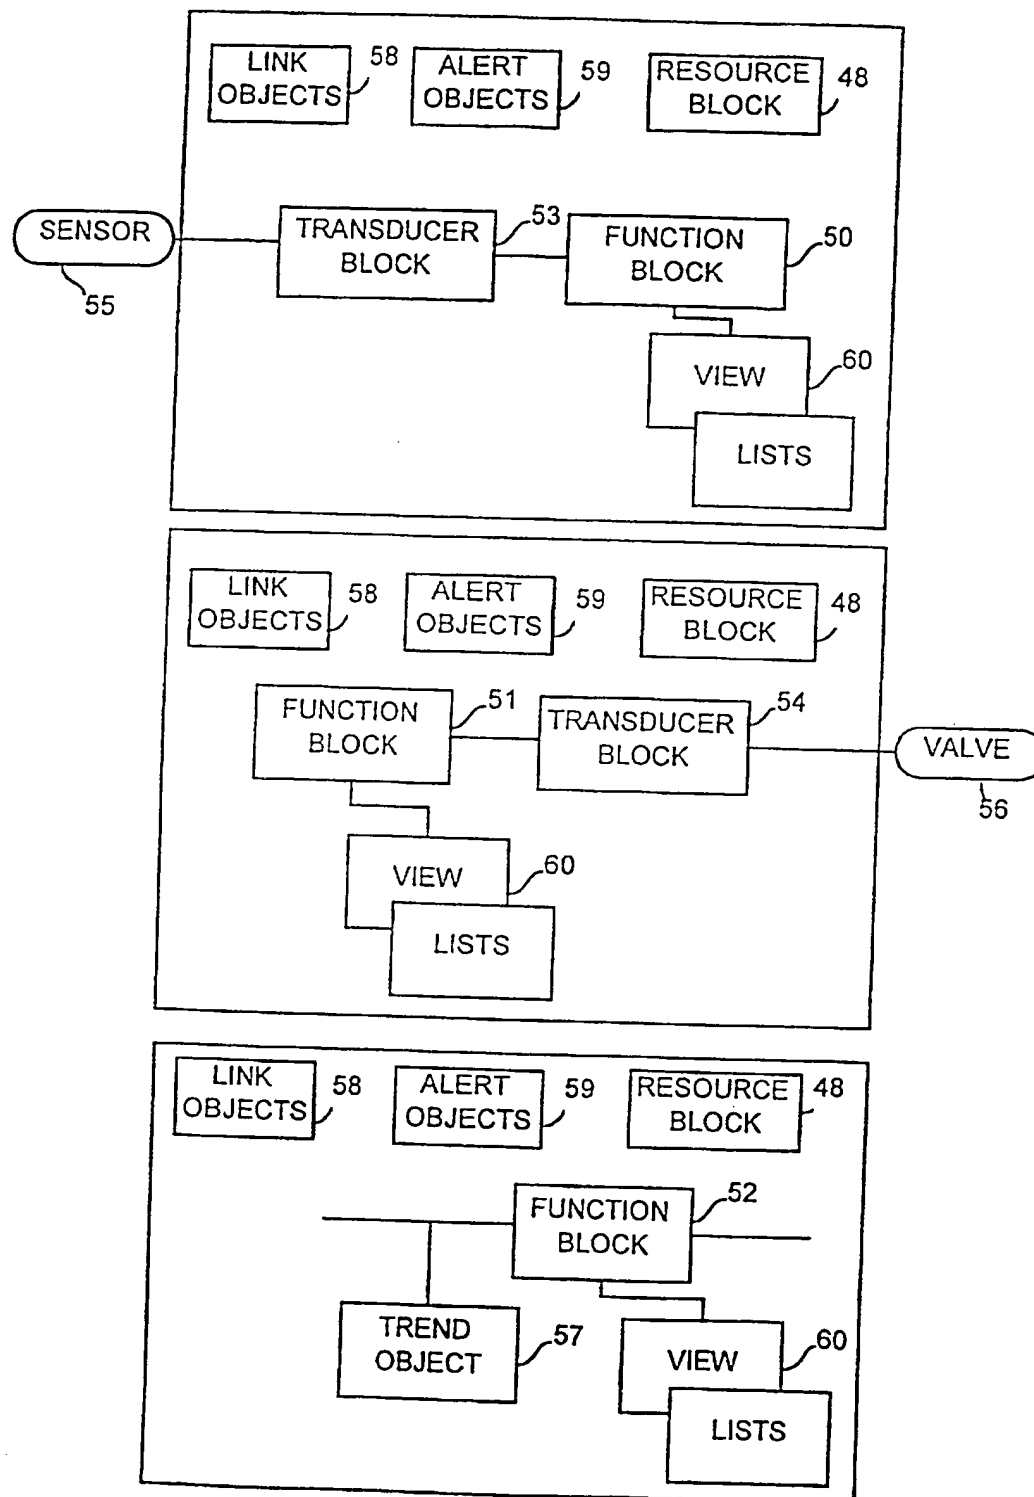 LINK
OBJECTS
58
ALERT
OBJECTS
59
RESOURCE
BLOCK
48
SENSOR
55
TRANSDUCER
BLOCK
53
FUNCTION
BLOCK
50
VIEW
60
LISTS
LINK
OBJECTS
58
ALERT
OBJECTS
59
RESOURCE
BLOCK
48
FUNCTION
BLOCK
51
TRANSDUCER
BLOCK
54
VALVE
56
VIEW
60
LISTS
LINK
OBJECTS
58
ALERT
OBJECTS
59
RESOURCE
BLOCK
48
FUNCTION
BLOCK
52
TREND
OBJECT
57
VIEW
60
LISTS